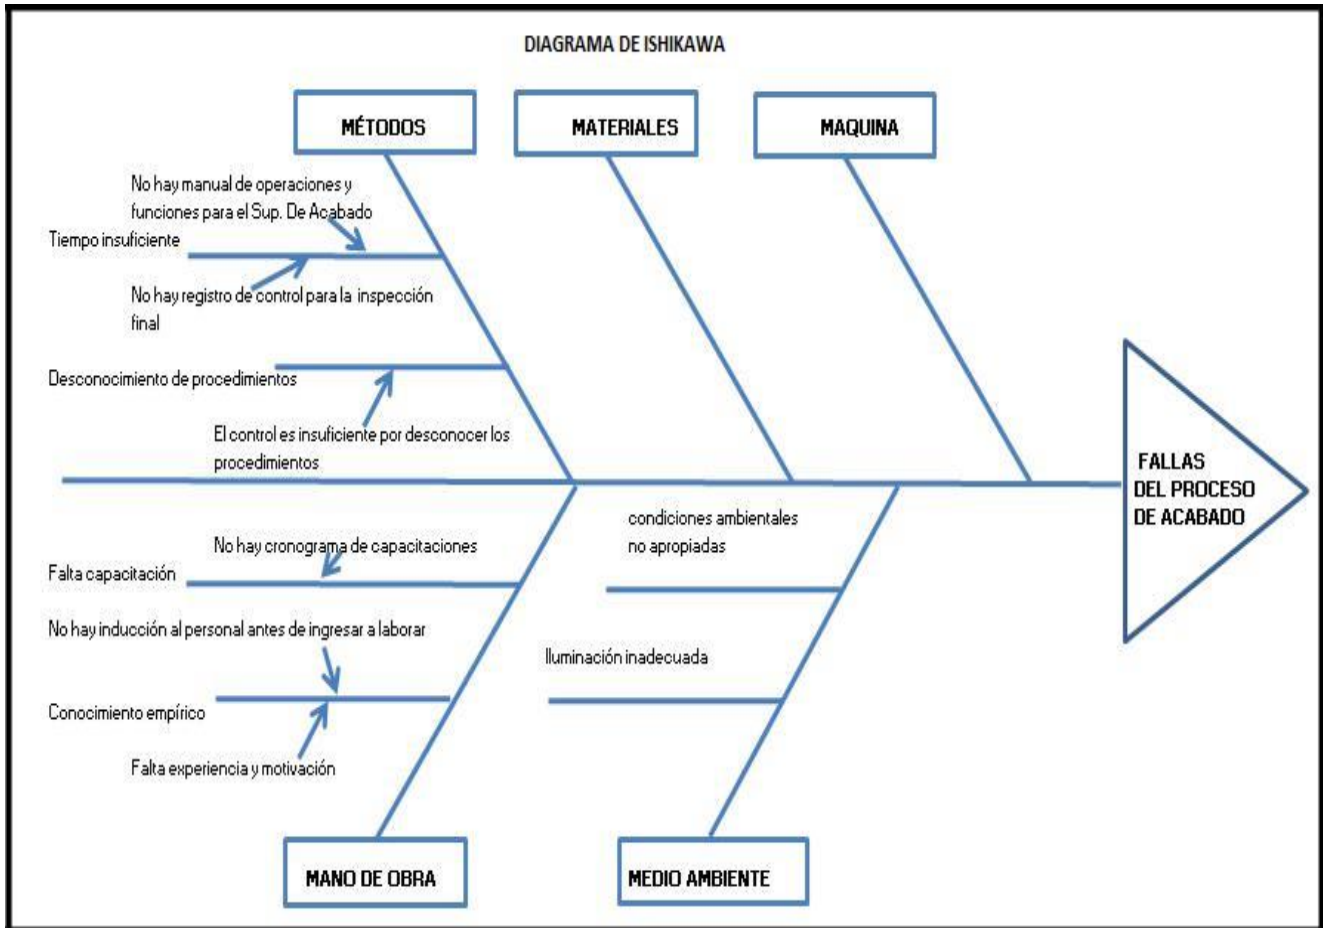 DIAGRAMA DE ISHIKAWA
MÉTODOS
MATERIALES
MAQUINA
No hay manual de operaciones y
funciones para el Sup. De Acabado
Tiempo insuficiente
No hay registro de control para la inspección
final
Desconocimiento de procedimientos
El control es insuficiente por desconocer los
procedimientos
FALLAS
DEL PROCESO
DE ACABADO
condiciones ambientales
no apropiadas
No hay cronograma de capacitaciones
Falta capacitación
No hay inducción al personal antes de ingresar a laborar
Iluminación inadecuada
Conocimiento empírico
Falta experiencia y motivación
MANO DE OBRA
MEDIO AMBIENTE